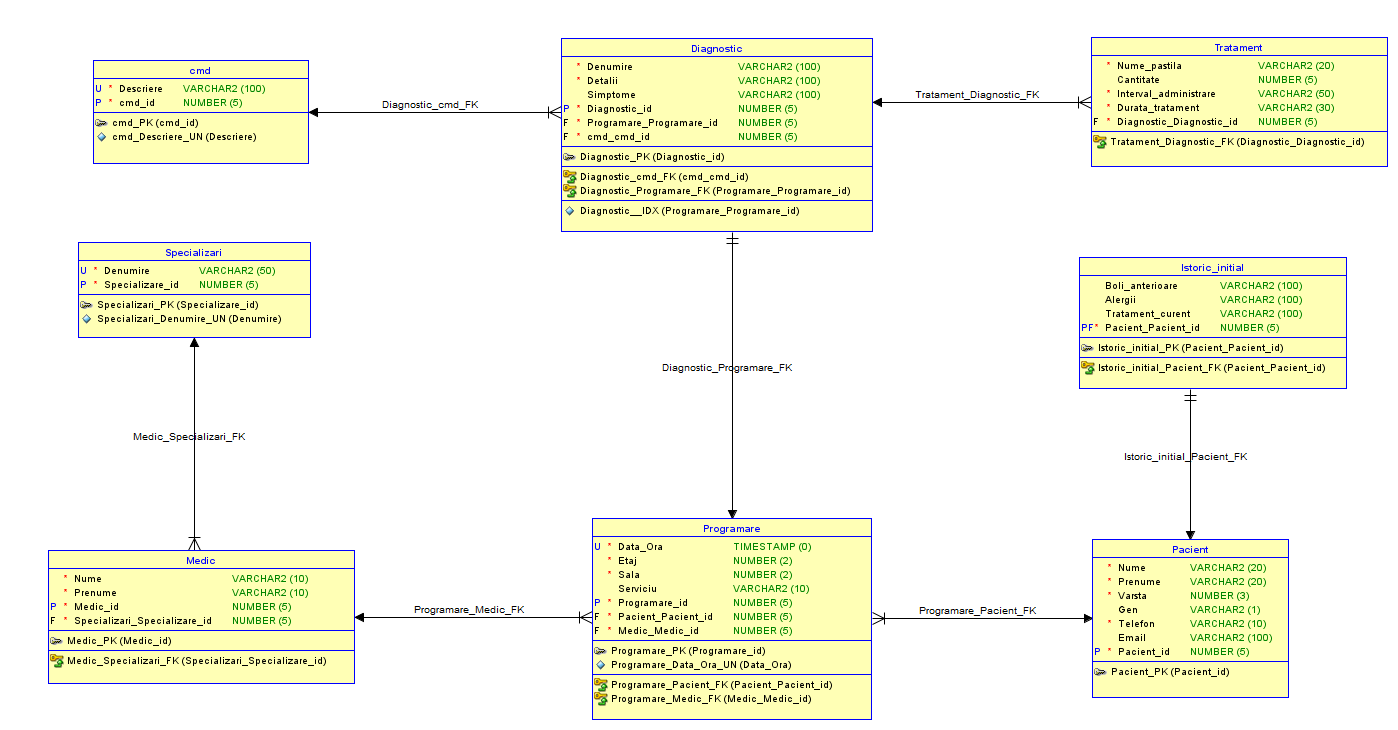 cmd
U * Descriere VARCHAR2 (100)
P * cmd_id NUMBER (5)
cmd_PK (cmd_id)
cmd_Descriere_UN (Descriere)
Diagnostic_cmd_FK
Diagnostic
* Denumire VARCHAR2 (100)
* Detalii VARCHAR2 (100)
Simptome VARCHAR2 (100)
P * Diagnostic_id NUMBER (5)
F * Programare_Programare_id NUMBER (5)
F * cmd_cmd_id NUMBER (5)
Diagnostic_PK (Diagnostic_id)
Diagnostic_cmd_FK (cmd_cmd_id)
Diagnostic_Programare_FK (Programare_Programare_id)
Diagnostic__IDX (Programare_Programare_id)
Tratament_Diagnostic_FK
Tratament
* Nume_pastila VARCHAR2 (20)
Cantitate NUMBER (5)
* Interval_administrare VARCHAR2 (50)
* Durata_tratament VARCHAR2 (30)
F * Diagnostic_Diagnostic_id NUMBER (5)
Tratament_Diagnostic_FK (Diagnostic_Diagnostic_id)
Specializari
U * Denumire VARCHAR2 (50)
P * Specializare_id NUMBER (5)
Specializari_PK (Specializare_id)
Specializari_Denumire_UN (Denumire)
Istoric_initial
Boli_anterioare VARCHAR2 (100)
Alergii VARCHAR2 (100)
Tratament_curent VARCHAR2 (100)
PF* Pacient_Pacient_id NUMBER (5)
Istoric_initial_PK (Pacient_Pacient_id)
Istoric_initial_Pacient_FK (Pacient_Pacient_id)
Diagnostic_Programare_FK
Medic_Specializari_FK
Istoric_initial_Pacient_FK
Medic
* Nume VARCHAR2 (10)
* Prenume VARCHAR2 (10)
P * Medic_id NUMBER (5)
F * Specializari_Specializare_id NUMBER (5)
Medic_PK (Medic_id)
Medic_Specializari_FK (Specializari_Specializare_id)
Programare_Medic_FK
Programare
U * Data_Ora TIMESTAMP (0)
* Etaj NUMBER (2)
* Sala NUMBER (2)
Serviciu VARCHAR2 (10)
P * Programare_id NUMBER (5)
F * Pacient_Pacient_id NUMBER (5)
F * Medic_Medic_id NUMBER (5)
Programare_PK (Programare_id)
Programare_Data_Ora_UN (Data_Ora)
Programare_Pacient_FK (Pacient_Pacient_id)
Programare_Medic_FK (Medic_Medic_id)
Programare_Pacient_FK
Pacient
* Nume VARCHAR2 (20)
* Prenume VARCHAR2 (20)
* Varsta NUMBER (3)
Gen VARCHAR2 (1)
* Telefon VARCHAR2 (10)
Email VARCHAR2 (100)
P * Pacient_id NUMBER (5)
Pacient_PK (Pacient_id)